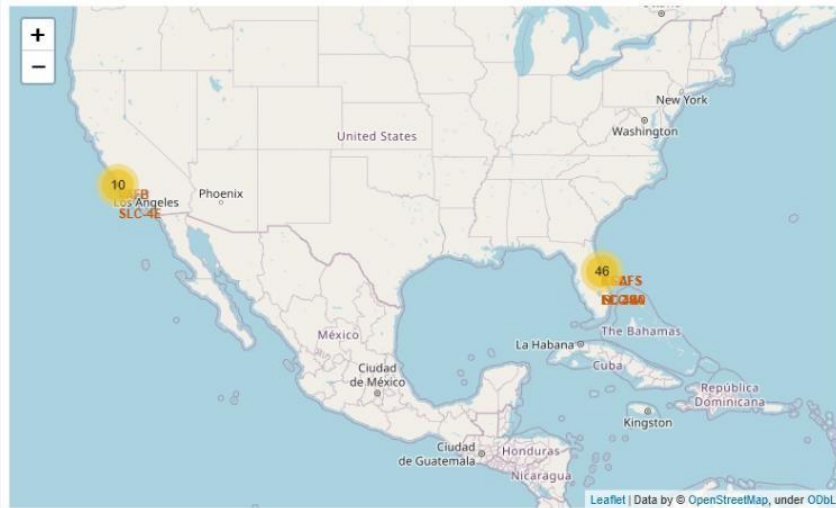 +
−
Ottawa
New York
Washington
United States
10
Los Angeles
SLC-4E
Phoenix
46
México
The Bahamas
La Habana
Cuba
Ciudad
de México
República
Dominicana
Kingston
Ciudad
de Guatemala
Honduras
Nicaragua
Leaflet | Data by © OpenStreetMap, under ODbL